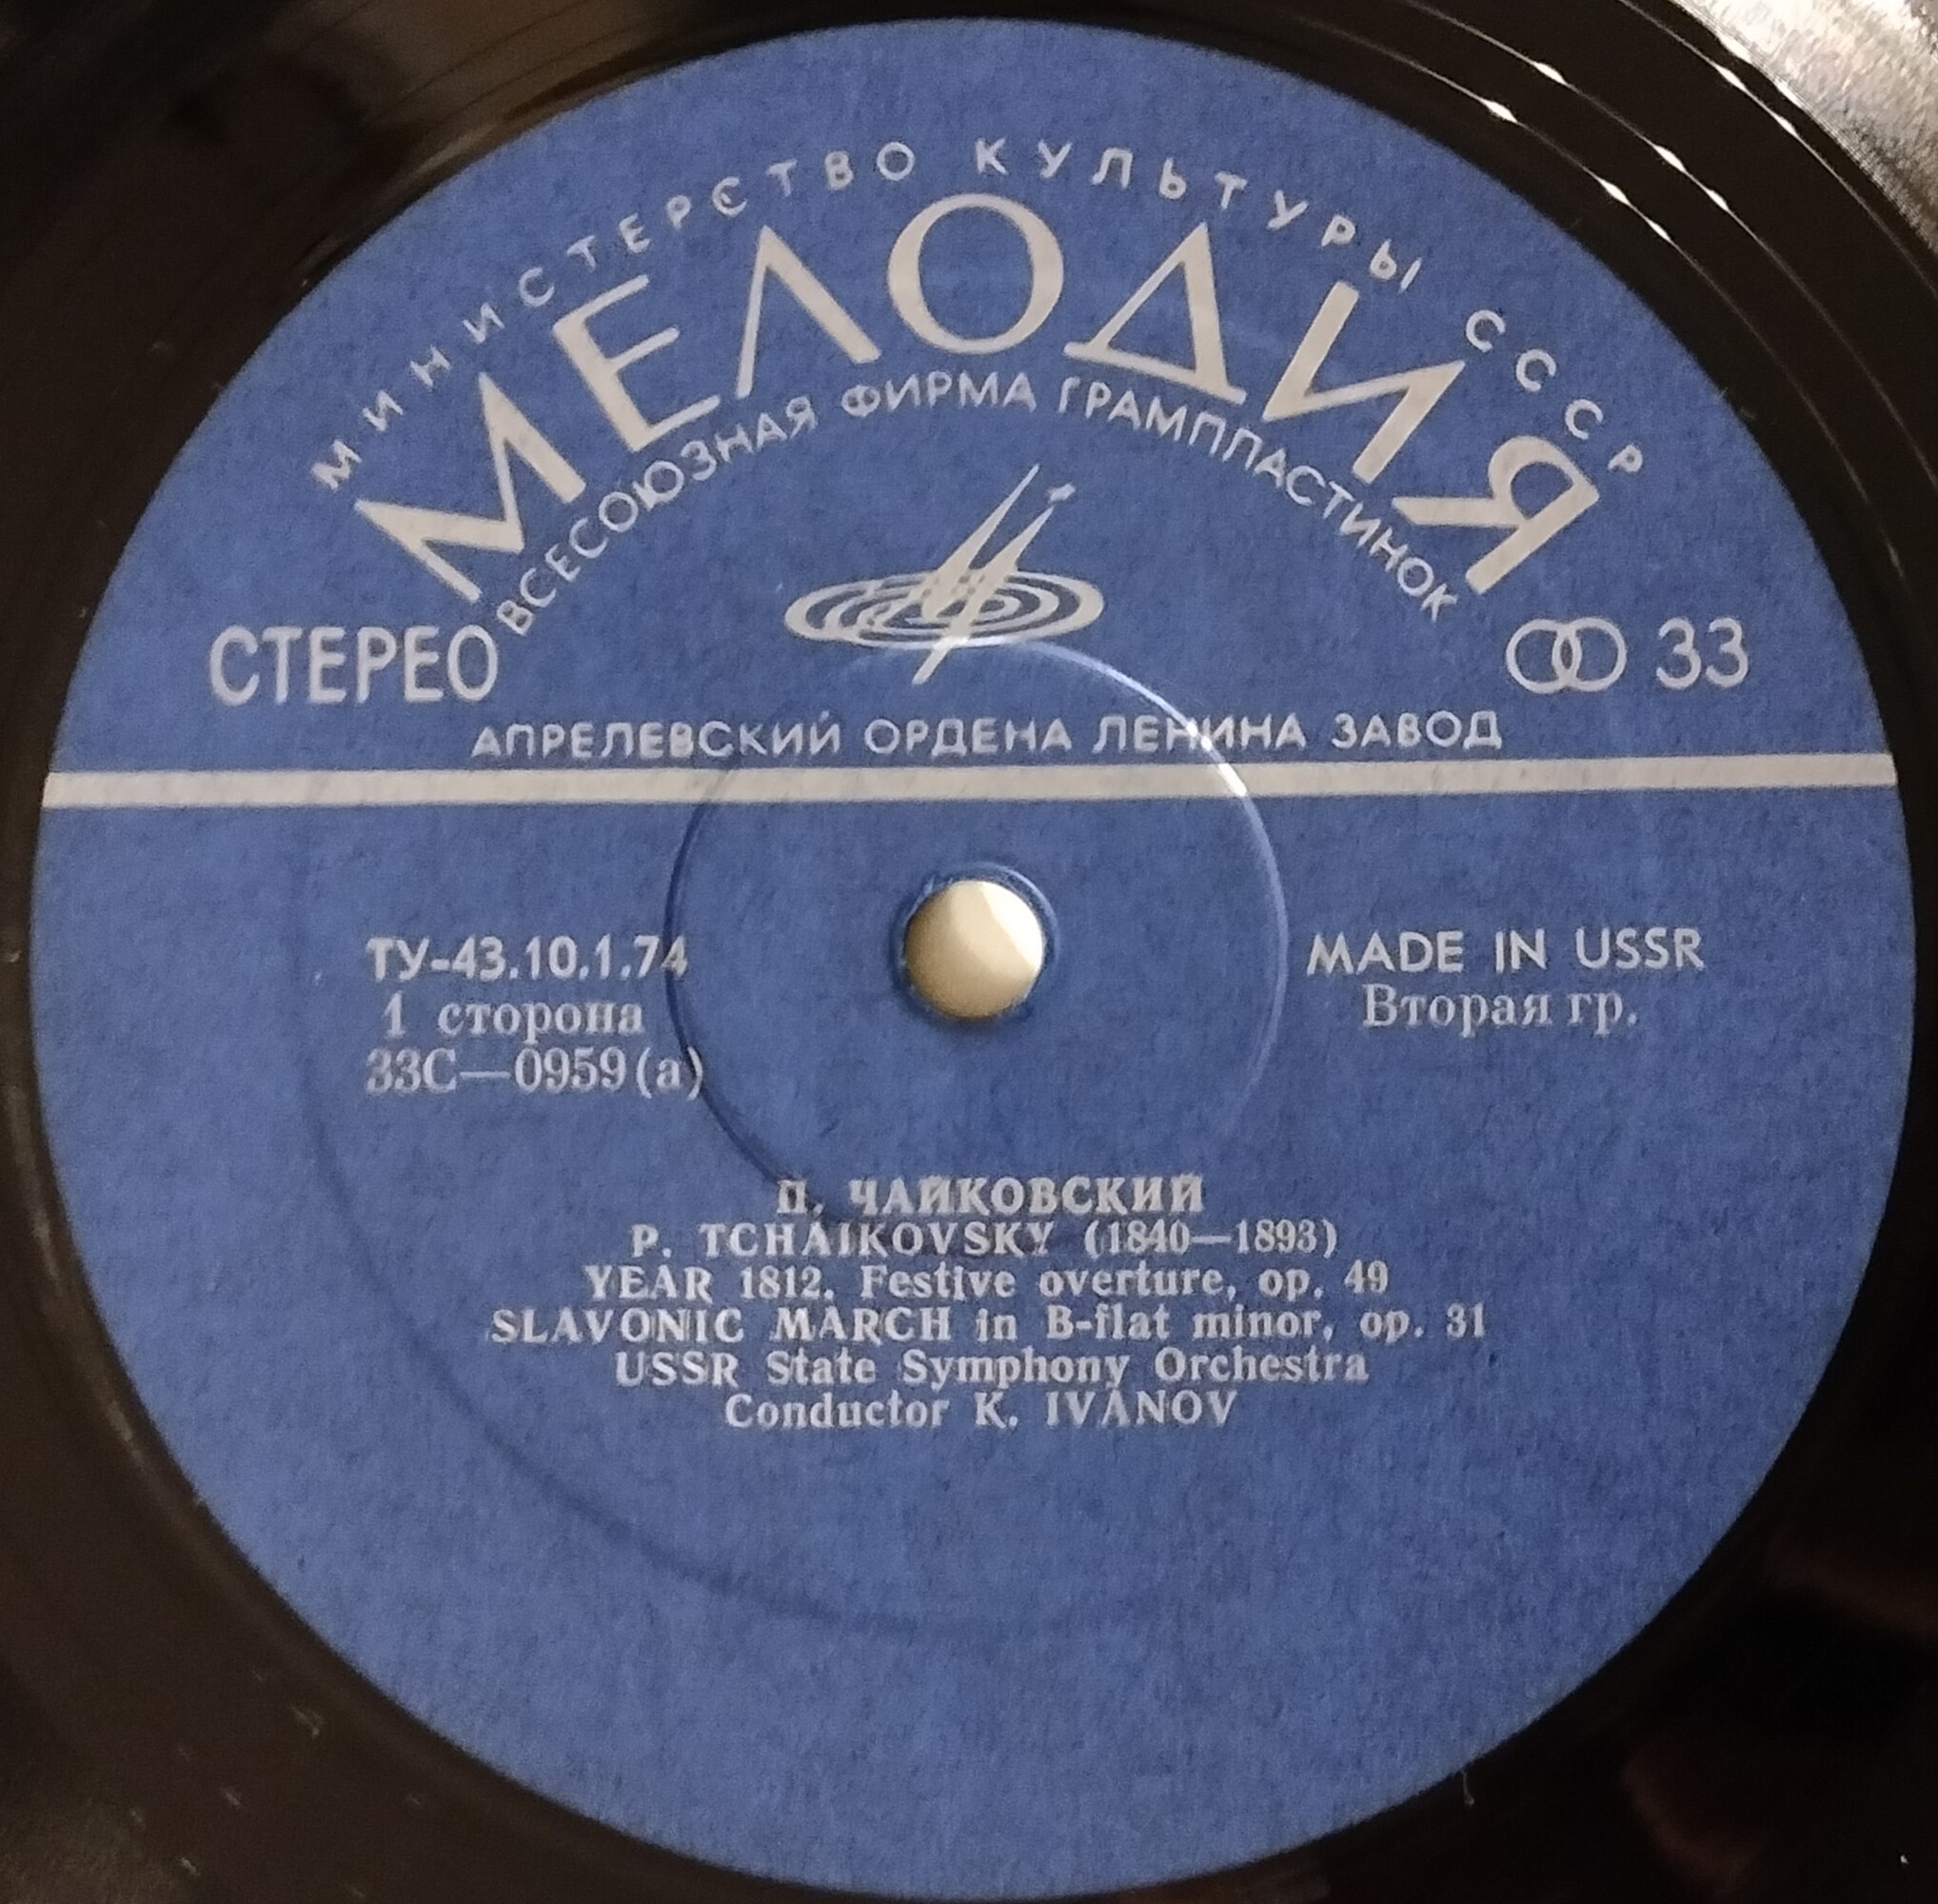 МИНИСТЕРСТВО КУЛЬТУРЫ СССР
МЕЛОДИЯ
ВСЕСОЮЗНАЯ ФИРМА ГРАМПЛАСТИНОК
СТЕРЕО
33
АПРЕЛЕВСКИЙ ОРДЕНА ЛЕНИНА ЗАВОД
ТУ-43.10.1.74
1 сторона
33С—0959(а)
MADE IN USSR
Вторая гр.
П. ЧАЙКОВСКИЙ
P. TCHAIKOVSKY (1840—1893)
YEAR 1812. Festive overture, op. 49
SLAVONIC MARCH in B-flat minor, op. 31
USSR State Symphony Orchestra
Conductor K. IVANOV